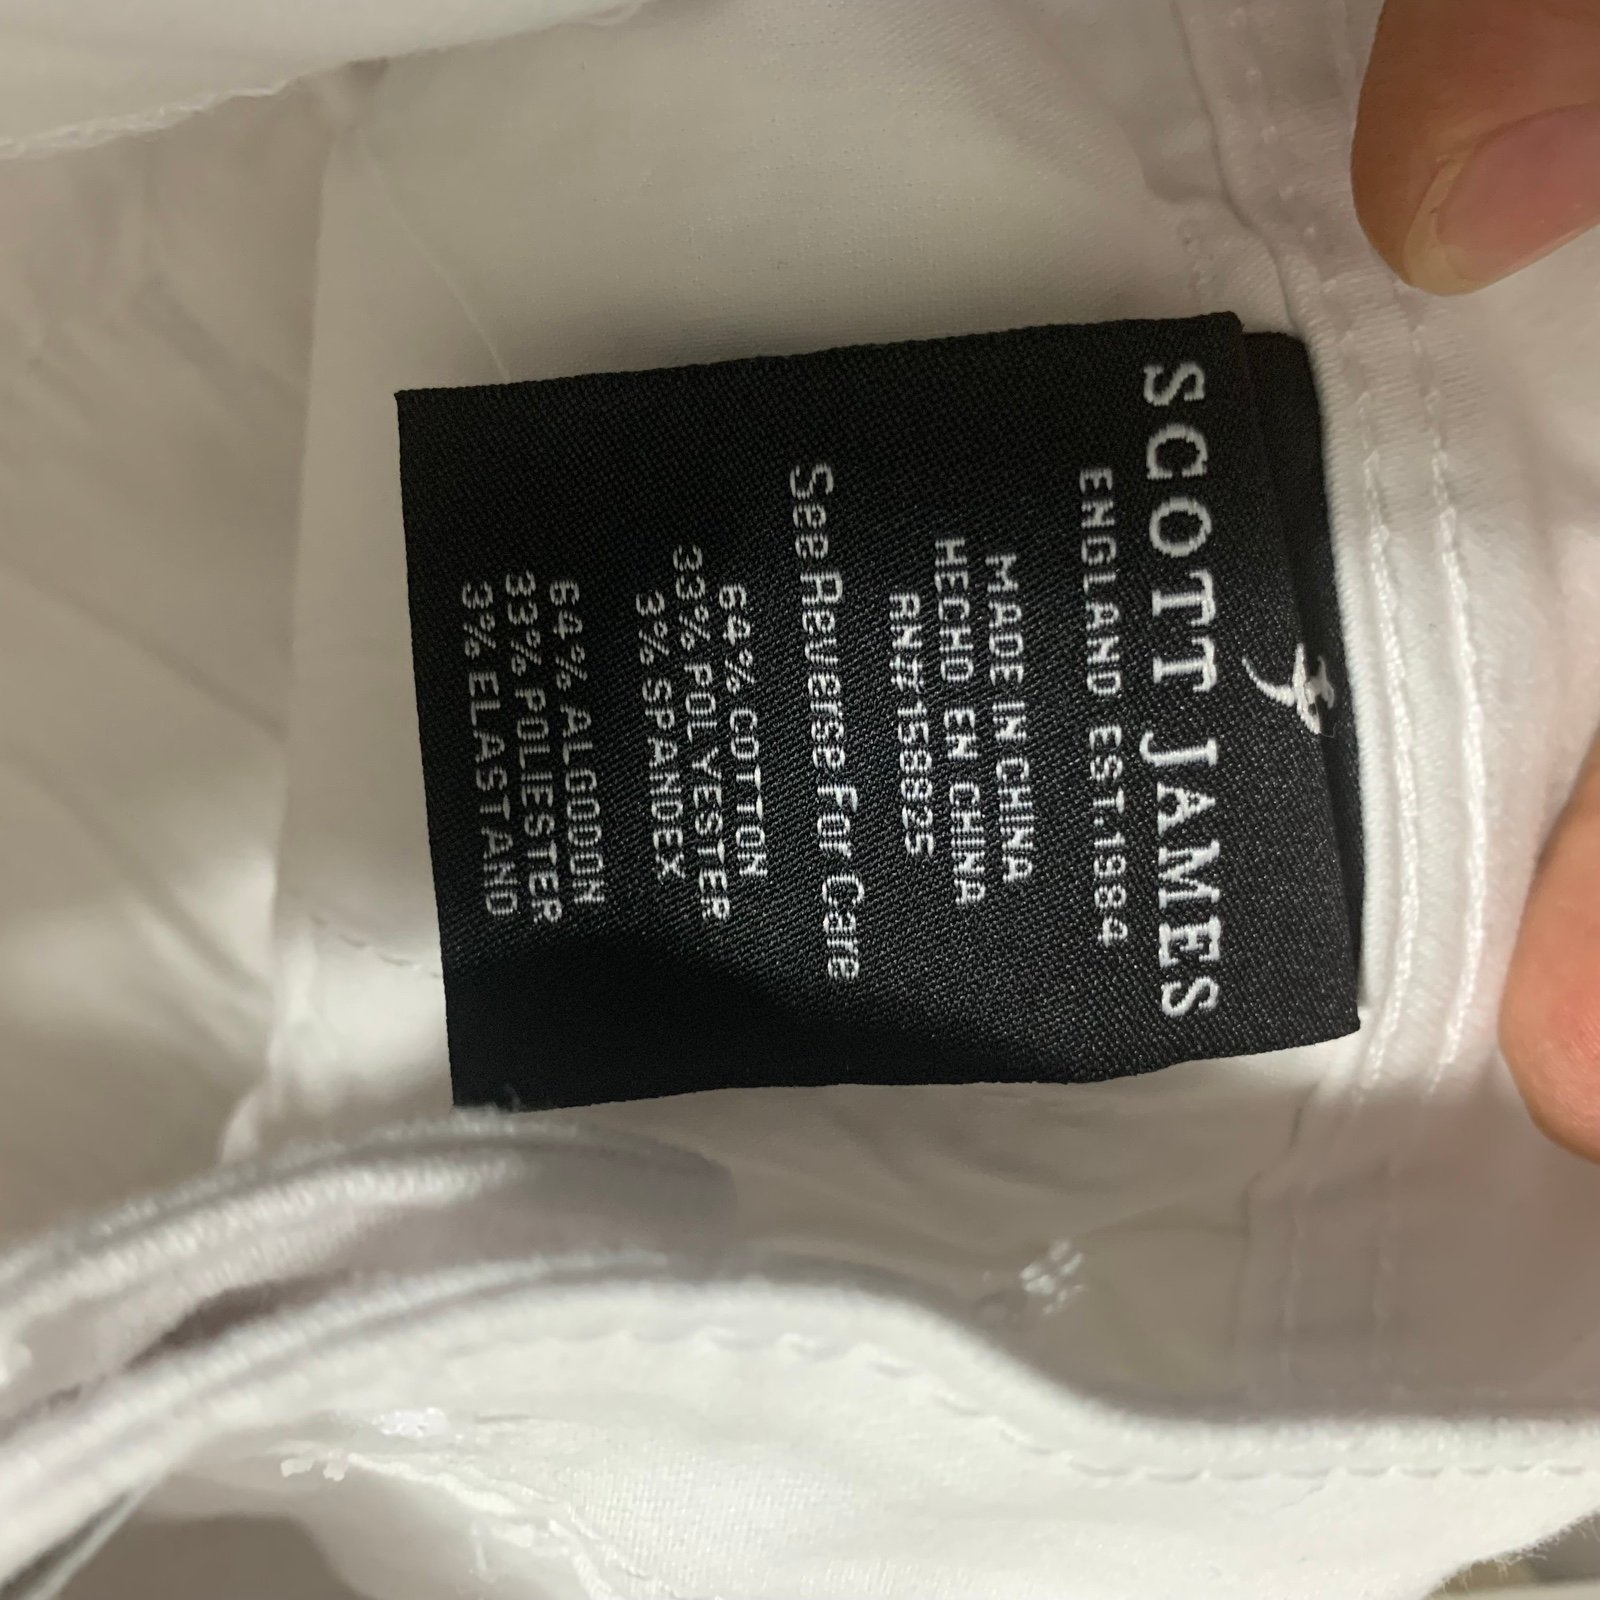 SCOTT JAMES
ENGLAND EST.1984
MADE IN CHINA
HECHO EN CHINA
RN#158825
See Reverse For Care
64% COTTON
33% POLYESTER
3% SPANDEX
64% ALGODON
33% POLIESTER
3% ELASTANO